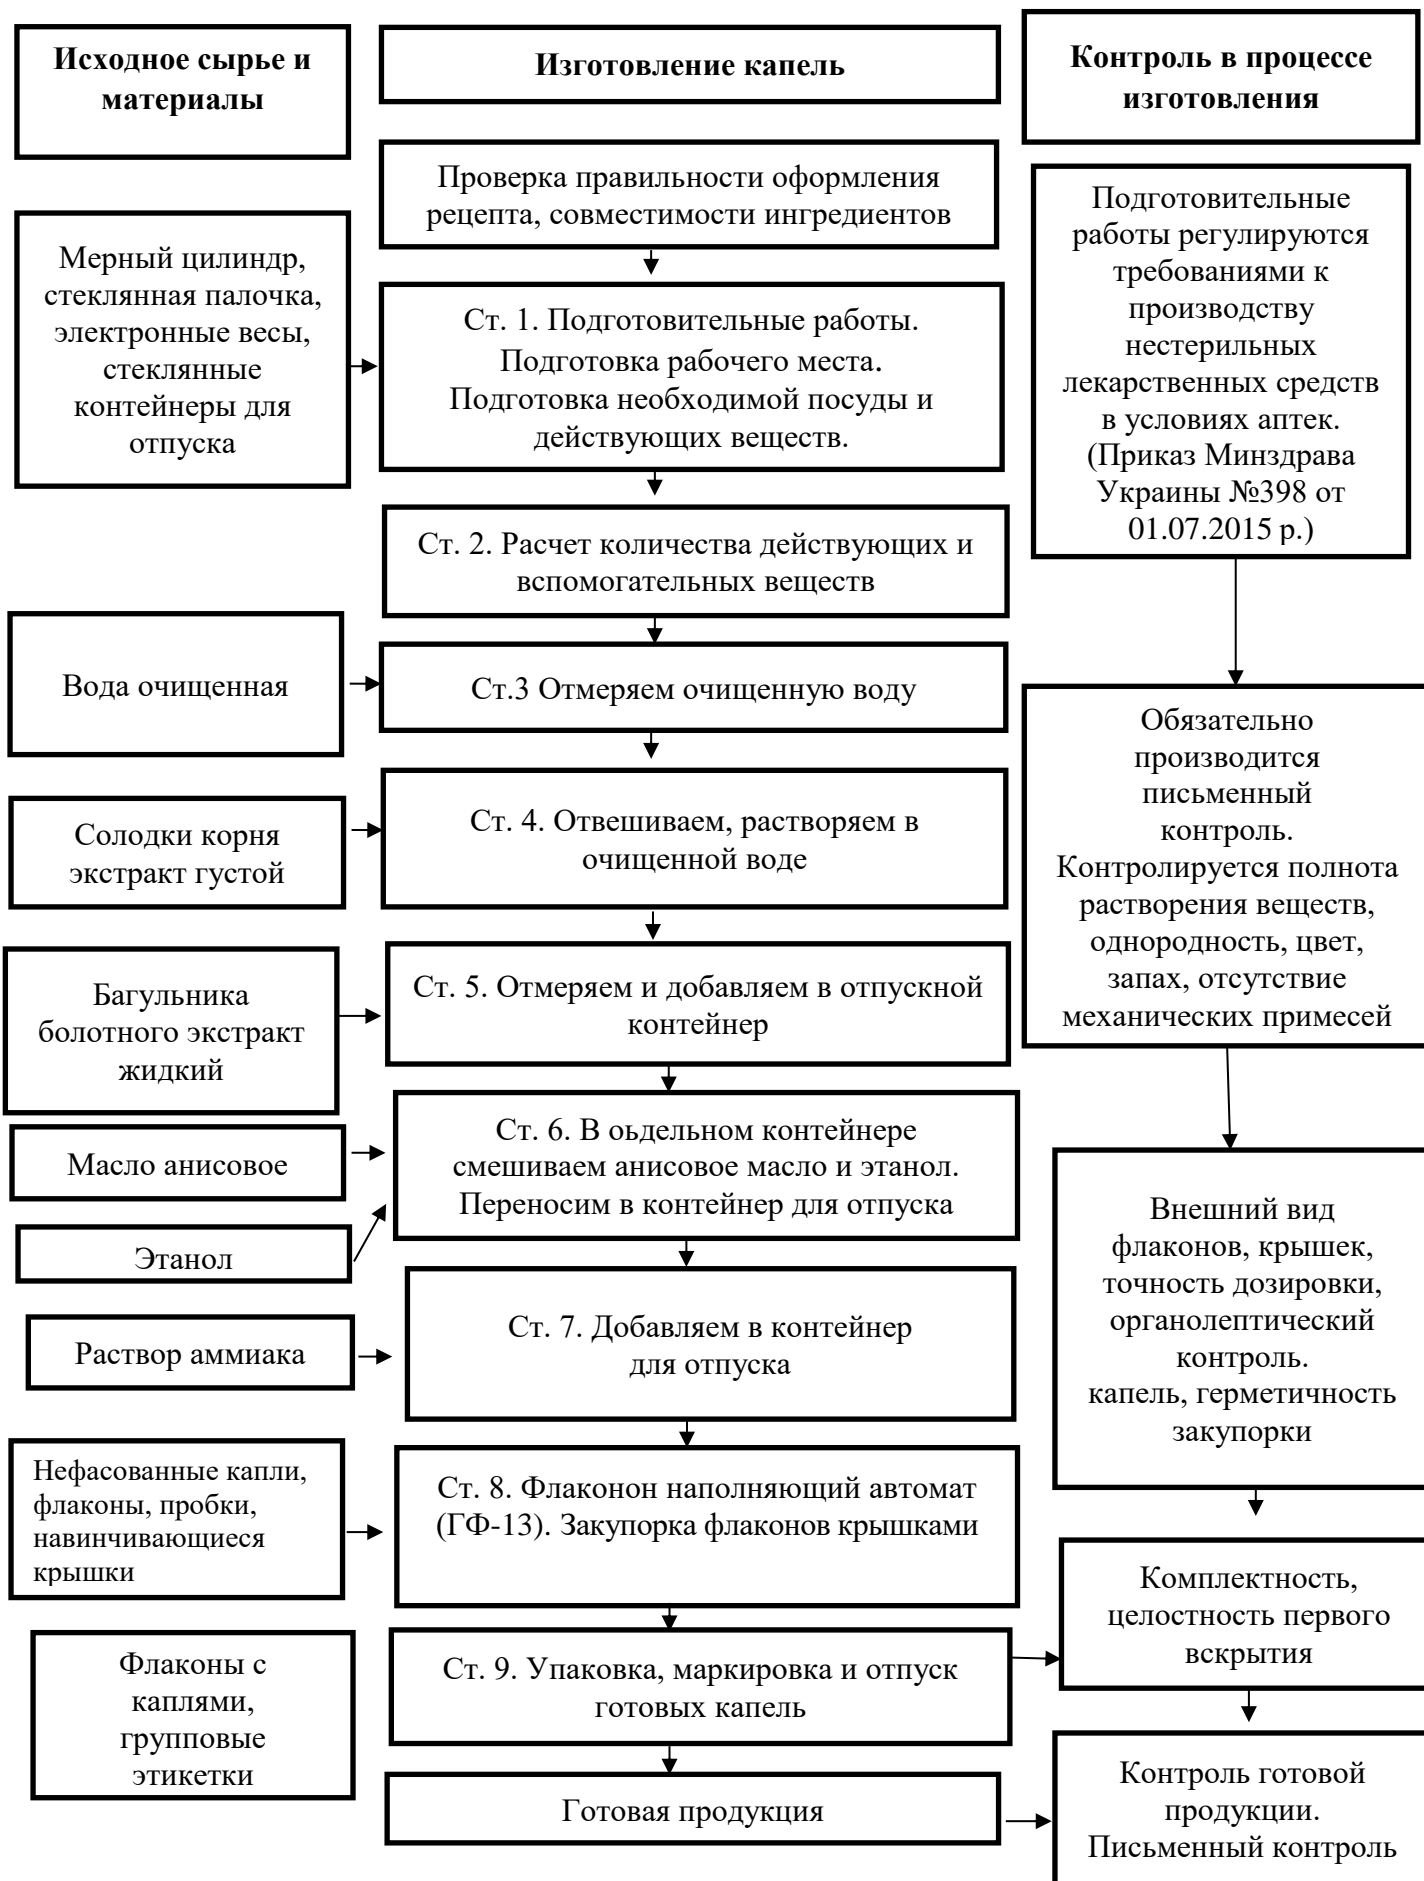 Исходное сырье и
материалы
Изготовление капель
Контроль в процессе
изготовления
Проверка правильности оформления
рецепта, совместимости ингредиентов
Мерный цилиндр,
стеклянная палочка,
электронные весы,
стеклянные
контейнеры для
отпуска
Ст. 1. Подготовительные работы.
Подготовка рабочего места.
Подготовка необходимой посуды и
действующих веществ.
Подготовительные
работы регулируются
требованиями к
производству
нестерильных
лекарственных средств
в условиях аптек.
(Приказ Минздрава
Украины №398 от
01.07.2015 р.)
Ст. 2. Расчет количества действующих и
вспомогательных веществ
Вода очищенная
Ст.3 Отмеряем очищенную воду
Солодки корня
экстракт густой
Ст. 4. Отвешиваем, растворяем в
очищенной воде
Обязательно
производится
письменный
контроль.
Контролируется полнота
растворения веществ,
однородность, цвет,
запах, отсутствие
механических примесей
Багульника
болотного экстракт
жидкий
Ст. 5. Отмеряем и добавляем в отпускной
контейнер
Масло анисовое
Этанол
Ст. 6. В оьдельном контейнере
смешиваем анисовое масло и этанол.
Переносим в контейнер для отпуска
Раствор аммиака
Ст. 7. Добавляем в контейнер
для отпуска
Внешний вид
флаконов, крышек,
точность дозировки,
органолептический
контроль.
капель, герметичность
закупорки
Нефасованные капли,
флаконы, пробки,
навинчивающиеся
крышки
Ст. 8. Флаконон наполняющий автомат
(ГФ-13). Закупорка флаконов крышками
Комплектность,
целостность первого
вскрытия
Флаконы с
каплями,
групповые
этикетки
Ст. 9. Упаковка, маркировка и отпуск
готовых капель
Готовая продукция
Контроль готовой
продукции.
Письменный контроль